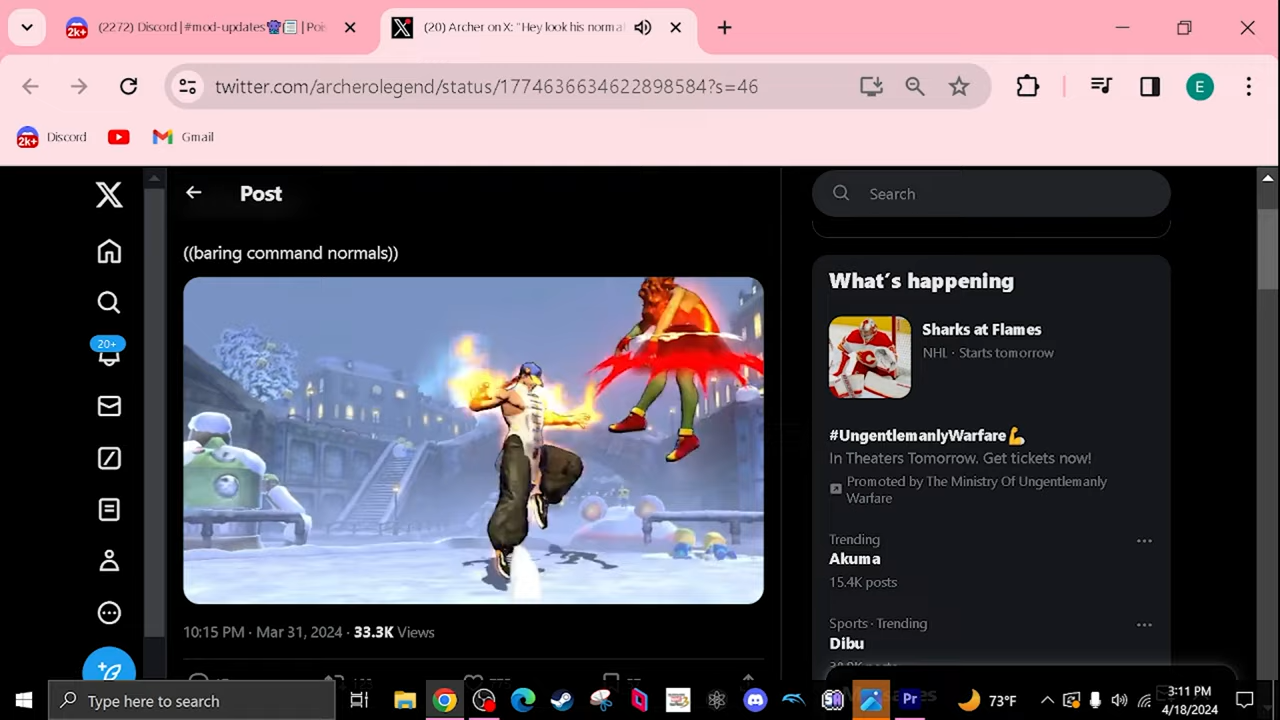 (2272) Discord | #mod-updates
(20) Archer on X: "Hey look his norma
twitter.com/archerolegend/status/1774636634622898584?s=46
E
2k+
Discord
Gmail
Post
Search
((baring command normals))
What's happening
Sharks at Flames
NHL · Starts tomorrow
20+
#UngentlemanlyWarfare💪
In Theaters Tomorrow. Get tickets now!
Promoted by The Ministry Of Ungentlemanly
Warfare
Trading
Akuma
15.4K posts
Sports · Trending
Dibu
10:15 PM · Mar 31, 2024 · 33.3K Views
Type here to search
Pr
73°F
3:11 PM
4/18/2024